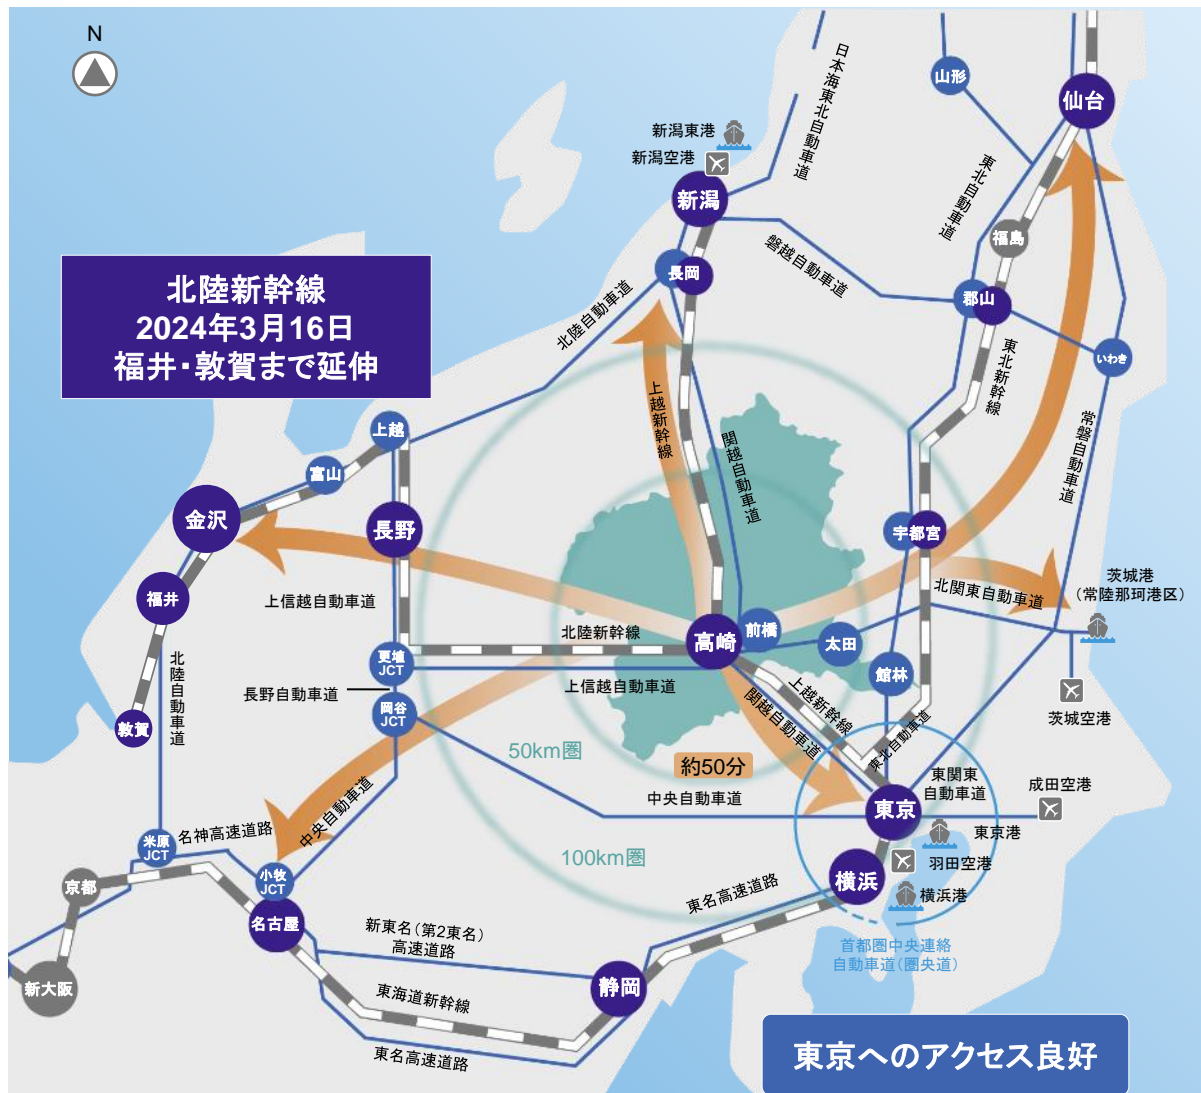 N
日本海東北自動車道
山形
仙台
新潟東港
新潟空港
新潟
東北自動車道
福島
磐越自動車道
長岡
郡山
北陸新幹線
2024年3月16日
福井・敦賀まで延伸
北陸自動車道
いわき
東北新幹線
上越新幹線
関越自動車道
常磐自動車道
上越
富山
金沢
長野
宇都宮
福井
上信越自動車道
北関東自動車道
茨城港
(常陸那珂港区)
北陸新幹線
高崎
前橋
太田
更埴
JCT
上信越自動車道
館林
長野自動車道
岡谷
JCT
北陸自動車道
敦賀
上越新幹線
関越自動車道
東北自動車道
茨城空港
50km圏
約50分
中央自動車道
中央自動車道
東京
東関東
自動車道
成田空港
東京港
米原
JCT
名神高速道路
100km圏
羽田空港
横浜
横浜港
小牧
JCT
京都
名古屋
東名高速道路
新東名(第2東名)
高速道路
首都圏中央連絡
自動車道(圏央道)
新大阪
東海道新幹線
静岡
東名高速道路
東京へのアクセス良好